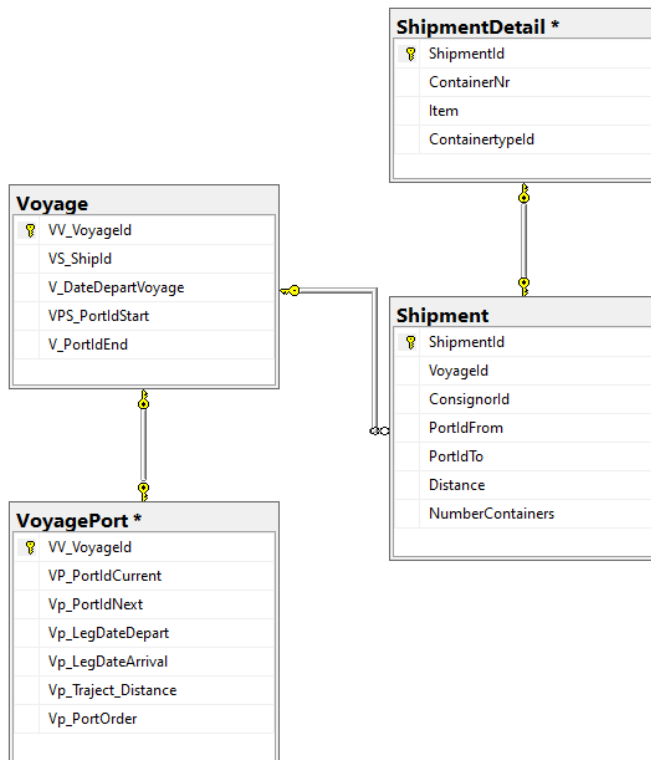 ShipmentDetail *
ShipmentId
ContainerNr
Item
ContainertypeId
Voyage
VV_VoyageId
VS_ShipId
V_DateDepartVoyage
VPS_PortIdStart
V_PortIdEnd
Shipment
ShipmentId
VoyageId
ConsignorId
PortIdFrom
PortIdTo
Distance
NumberContainers
VoyagePort *
VV_VoyageId
VP_PortIdCurrent
Vp_PortIdNext
Vp_LegDateDepart
Vp_LegDateArrival
Vp_Traject_Distance
Vp_PortOrder